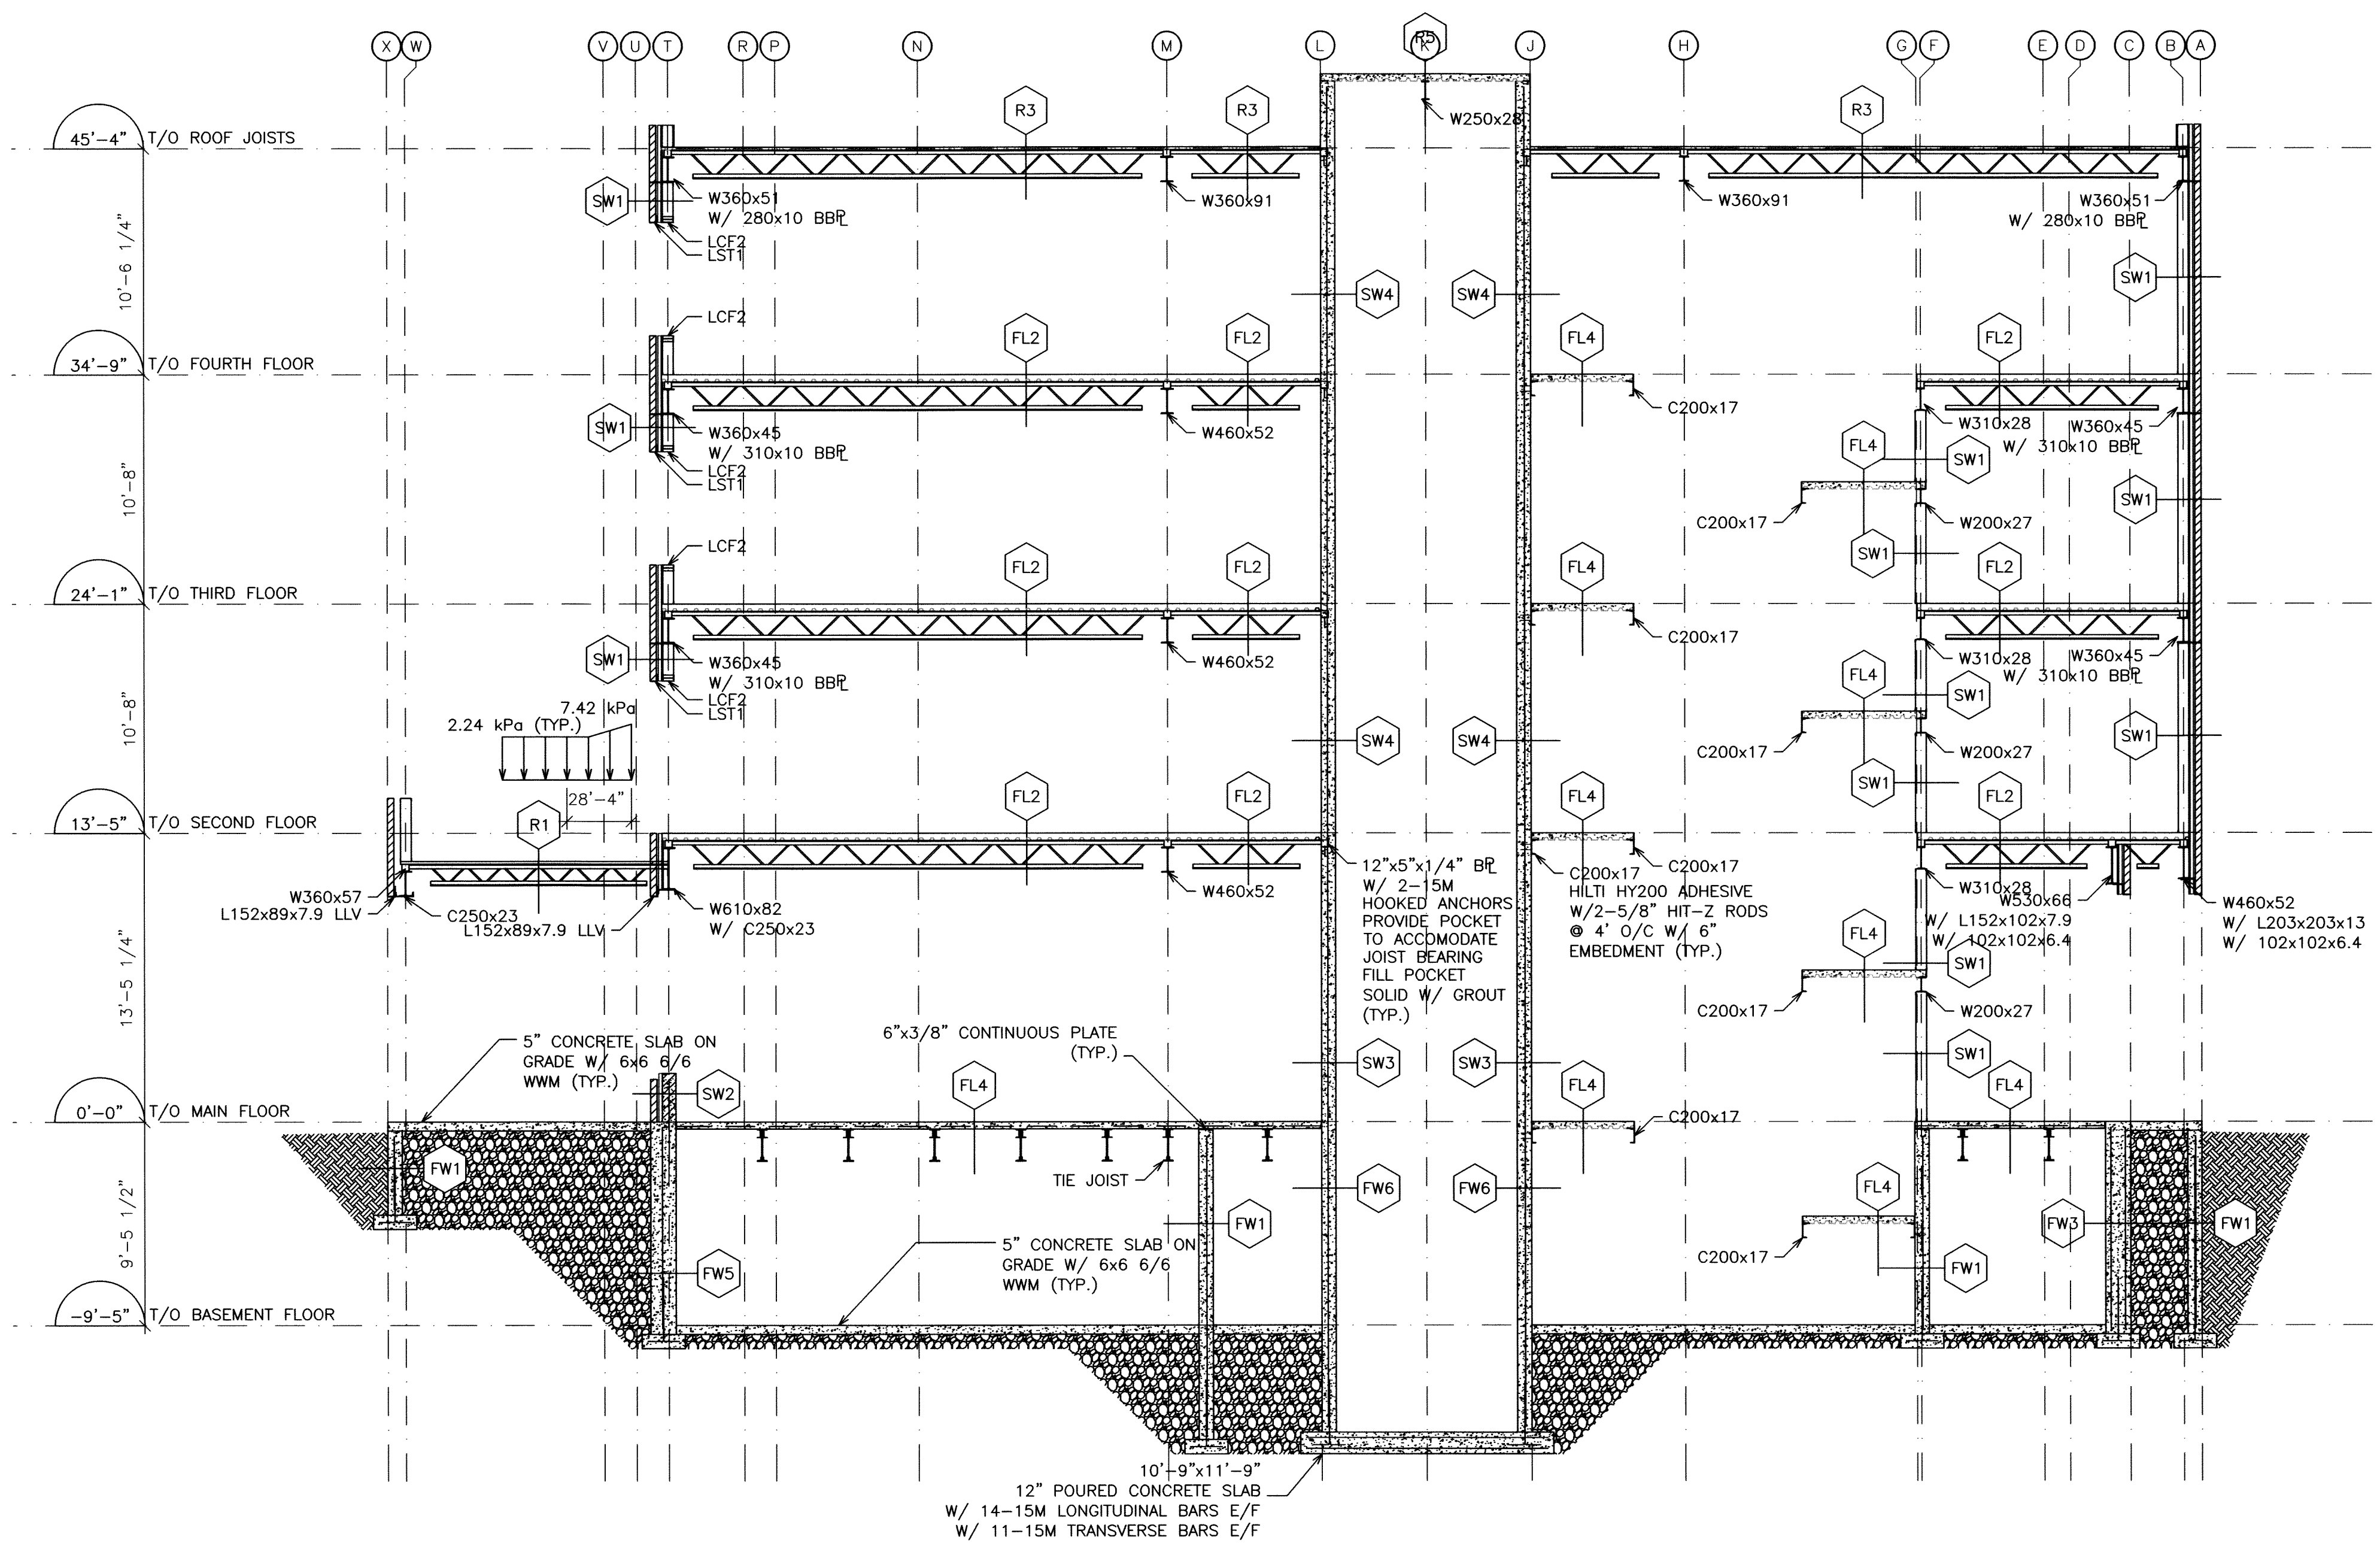 X W V U T R P N M L K J H G F E D C B A
R5
R3 R3 R3
W250x28
45'-4" T/O ROOF JOISTS
SW1
W360x51
W/ 280x10 BBPL
LCF2
LST1
W360x91
W360x91
W360x51
W/ 280x10 BBPL
10'-6 1/4"
SW4 SW4
SW1
LCF2
FL2 FL2 FL4 FL2
34'-9" T/O FOURTH FLOOR
SW1
W360x45
W/ 310x10 BBPL
LCF2
LST1
W460x52
C200x17
W310x28
W360x45
W/ 310x10 BBPL
FL4
SW1
SW1
10'-8"
C200x17
W200x27
SW1
LCF2
FL2 FL2 FL4 FL2
24'-1" T/O THIRD FLOOR
SW1
W360x45
W/ 310x10 BBPL
LCF2
LST1
W460x52
C200x17
W310x28
W360x45
W/ 310x10 BBPL
FL4
SW1
7.42 kPa
2.24 kPa (TYP.)
10'-8"
SW4 SW4
SW1
C200x17
W200x27
SW1
28'-4"
R1
FL2 FL2 FL4 FL2
13'-5" T/O SECOND FLOOR
W360x57
L152x89x7.9 LLV
C250x23
L152x89x7.9 LLV
W610x82
W/ C250x23
W460x52
12"x5"x1/4" BPL
W/ 2-15M
HOOKED ANCHORS
PROVIDE POCKET
TO ACCOMODATE
JOIST BEARING
FILL POCKET
SOLID W/ GROUT
(TYP.)
C200x17
C200x17
HILTI HY200 ADHESIVE
W/2-5/8" HIT-Z RODS
@ 4' O/C W/ 6"
EMBEDMENT (TYP.)
W310x28
W530x66
W/ L152x102x7.9
W/ 102x102x6.4
W460x52
W/ L203x203x13
W/ 102x102x6.4
FL4
SW1
13'-5 1/4"
C200x17
W200x27
5" CONCRETE SLAB ON
GRADE W/ 6x6 6/6
WWM (TYP.)
6"x3/8" CONTINUOUS PLATE
(TYP.)
SW3 SW3
SW1
SW2
FL4 FL4 FL4
0'-0" T/O MAIN FLOOR
C200x17
FW1
TIE JOIST
FW6 FW6
FL4
9'-5 1/2"
FW1
FW3
FW1
5" CONCRETE SLAB ON
GRADE W/ 6x6 6/6
WWM (TYP.)
C200x17
FW5
FW1
-9'-5" T/O BASEMENT FLOOR
10'-9"x11'-9"
12" POURED CONCRETE SLAB
W/ 14-15M LONGITUDINAL BARS E/F
W/ 11-15M TRANSVERSE BARS E/F